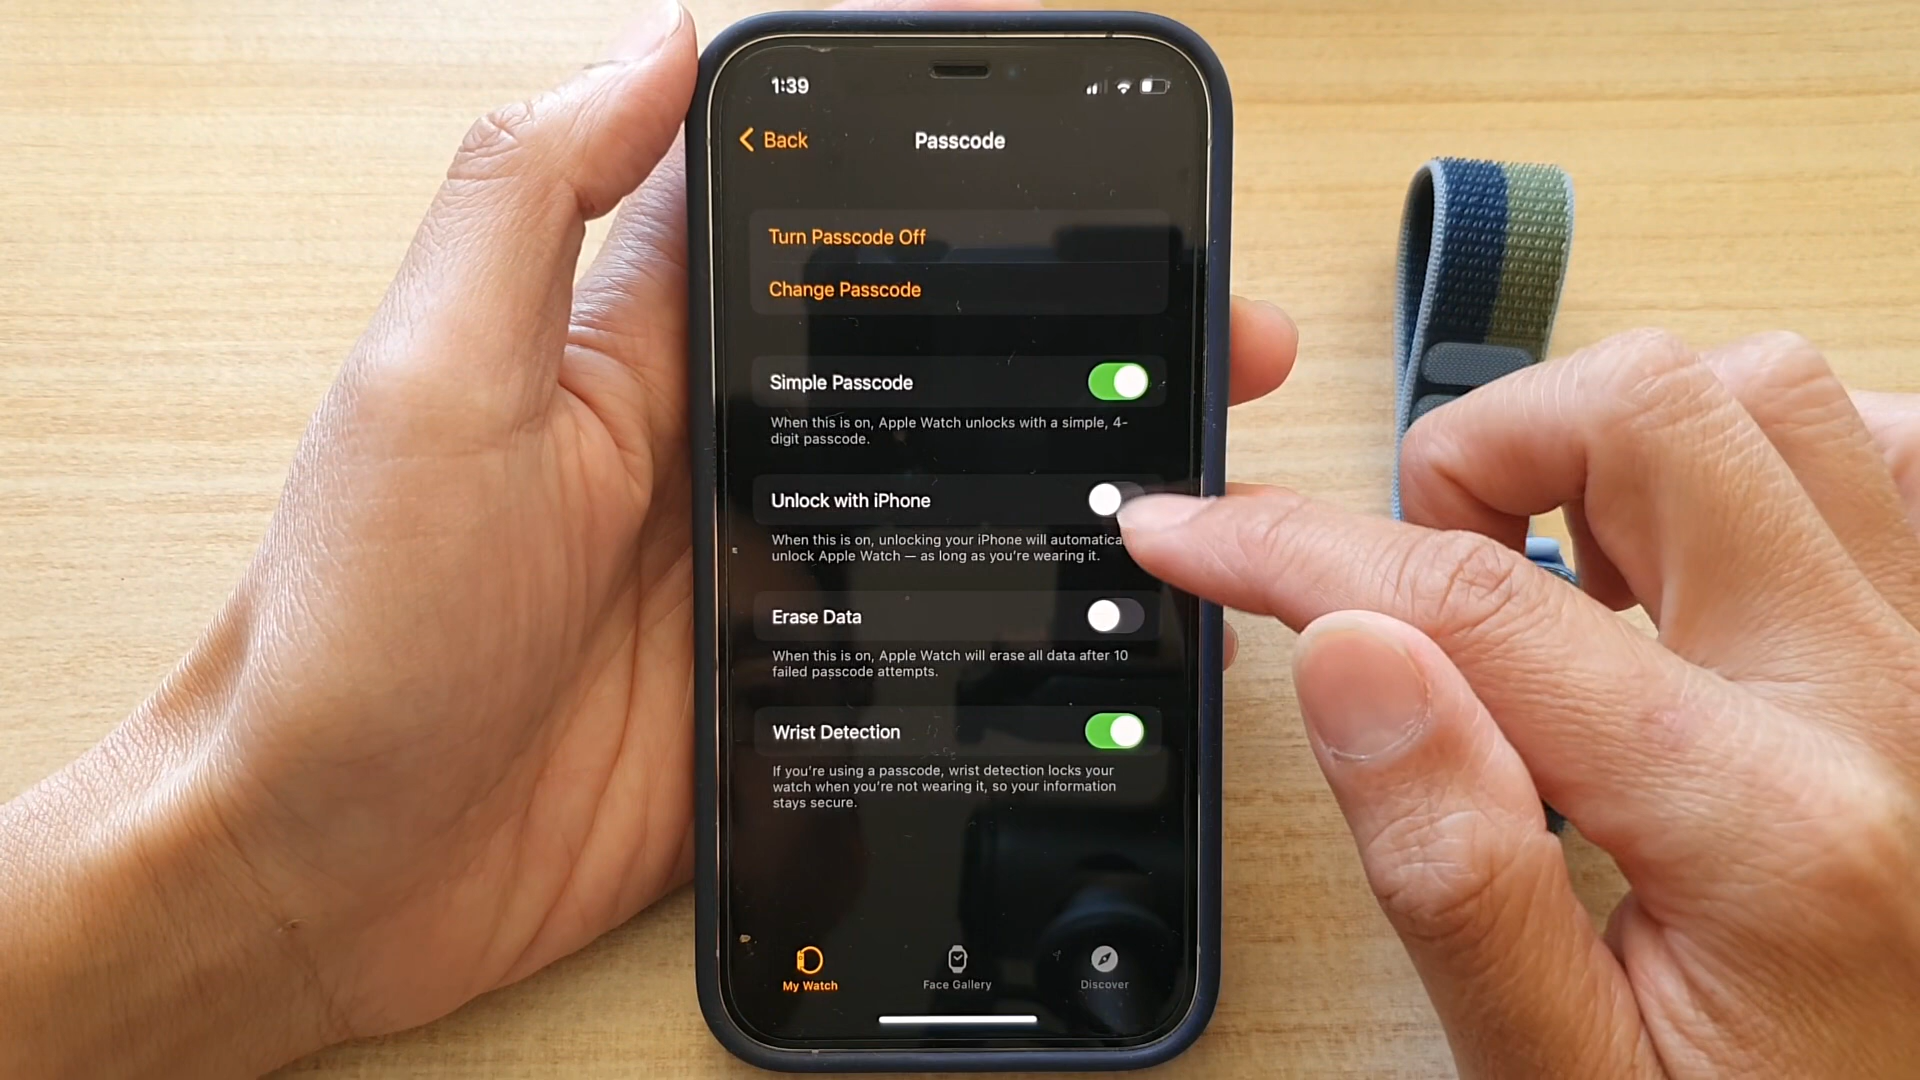 1:39
Back
Passcode
Turn Passcode Off
Change Passcode
Simple Passcode
When this is on, Apple Watch unlocks with a simple, 4-
digit passcode.
Unlock with iPhone
When this is on, unlocking your iPhone will
unlock Apple Watch — as long as you're wearing it.
Erase Data
When this is on, Apple Watch will erase all data after 10
failed passcode attempts.
Wrist Detection
If you're using a passcode, wrist detection locks your
watch when you're not wearing it, so your information
stays secure.
My Watch
Face Gallery
Discover